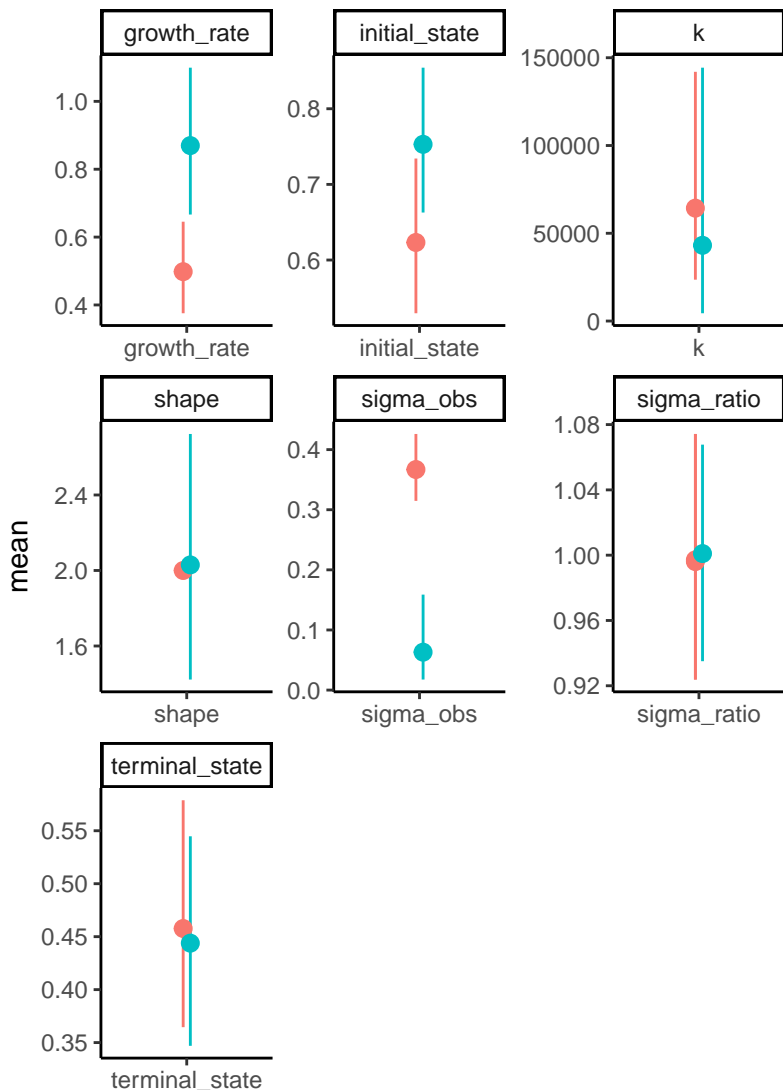 growth_rate
initial_state
k
1.0
0.8
0.6
0.4
0.8
0.6
150000
100000
50000
0
growth_rate
initial_state
k
shape
sigma_obs
sigma_ratio
2.4
2.0
1.6
0.4
0.3
0.2
0.1
0.0
1.08
1.04
1.00
0.96
0.92
shape
sigma_obs
sigma_ratio
mean
terminal_state
0.55
0.50
0.45
0.40
0.35
terminal_state